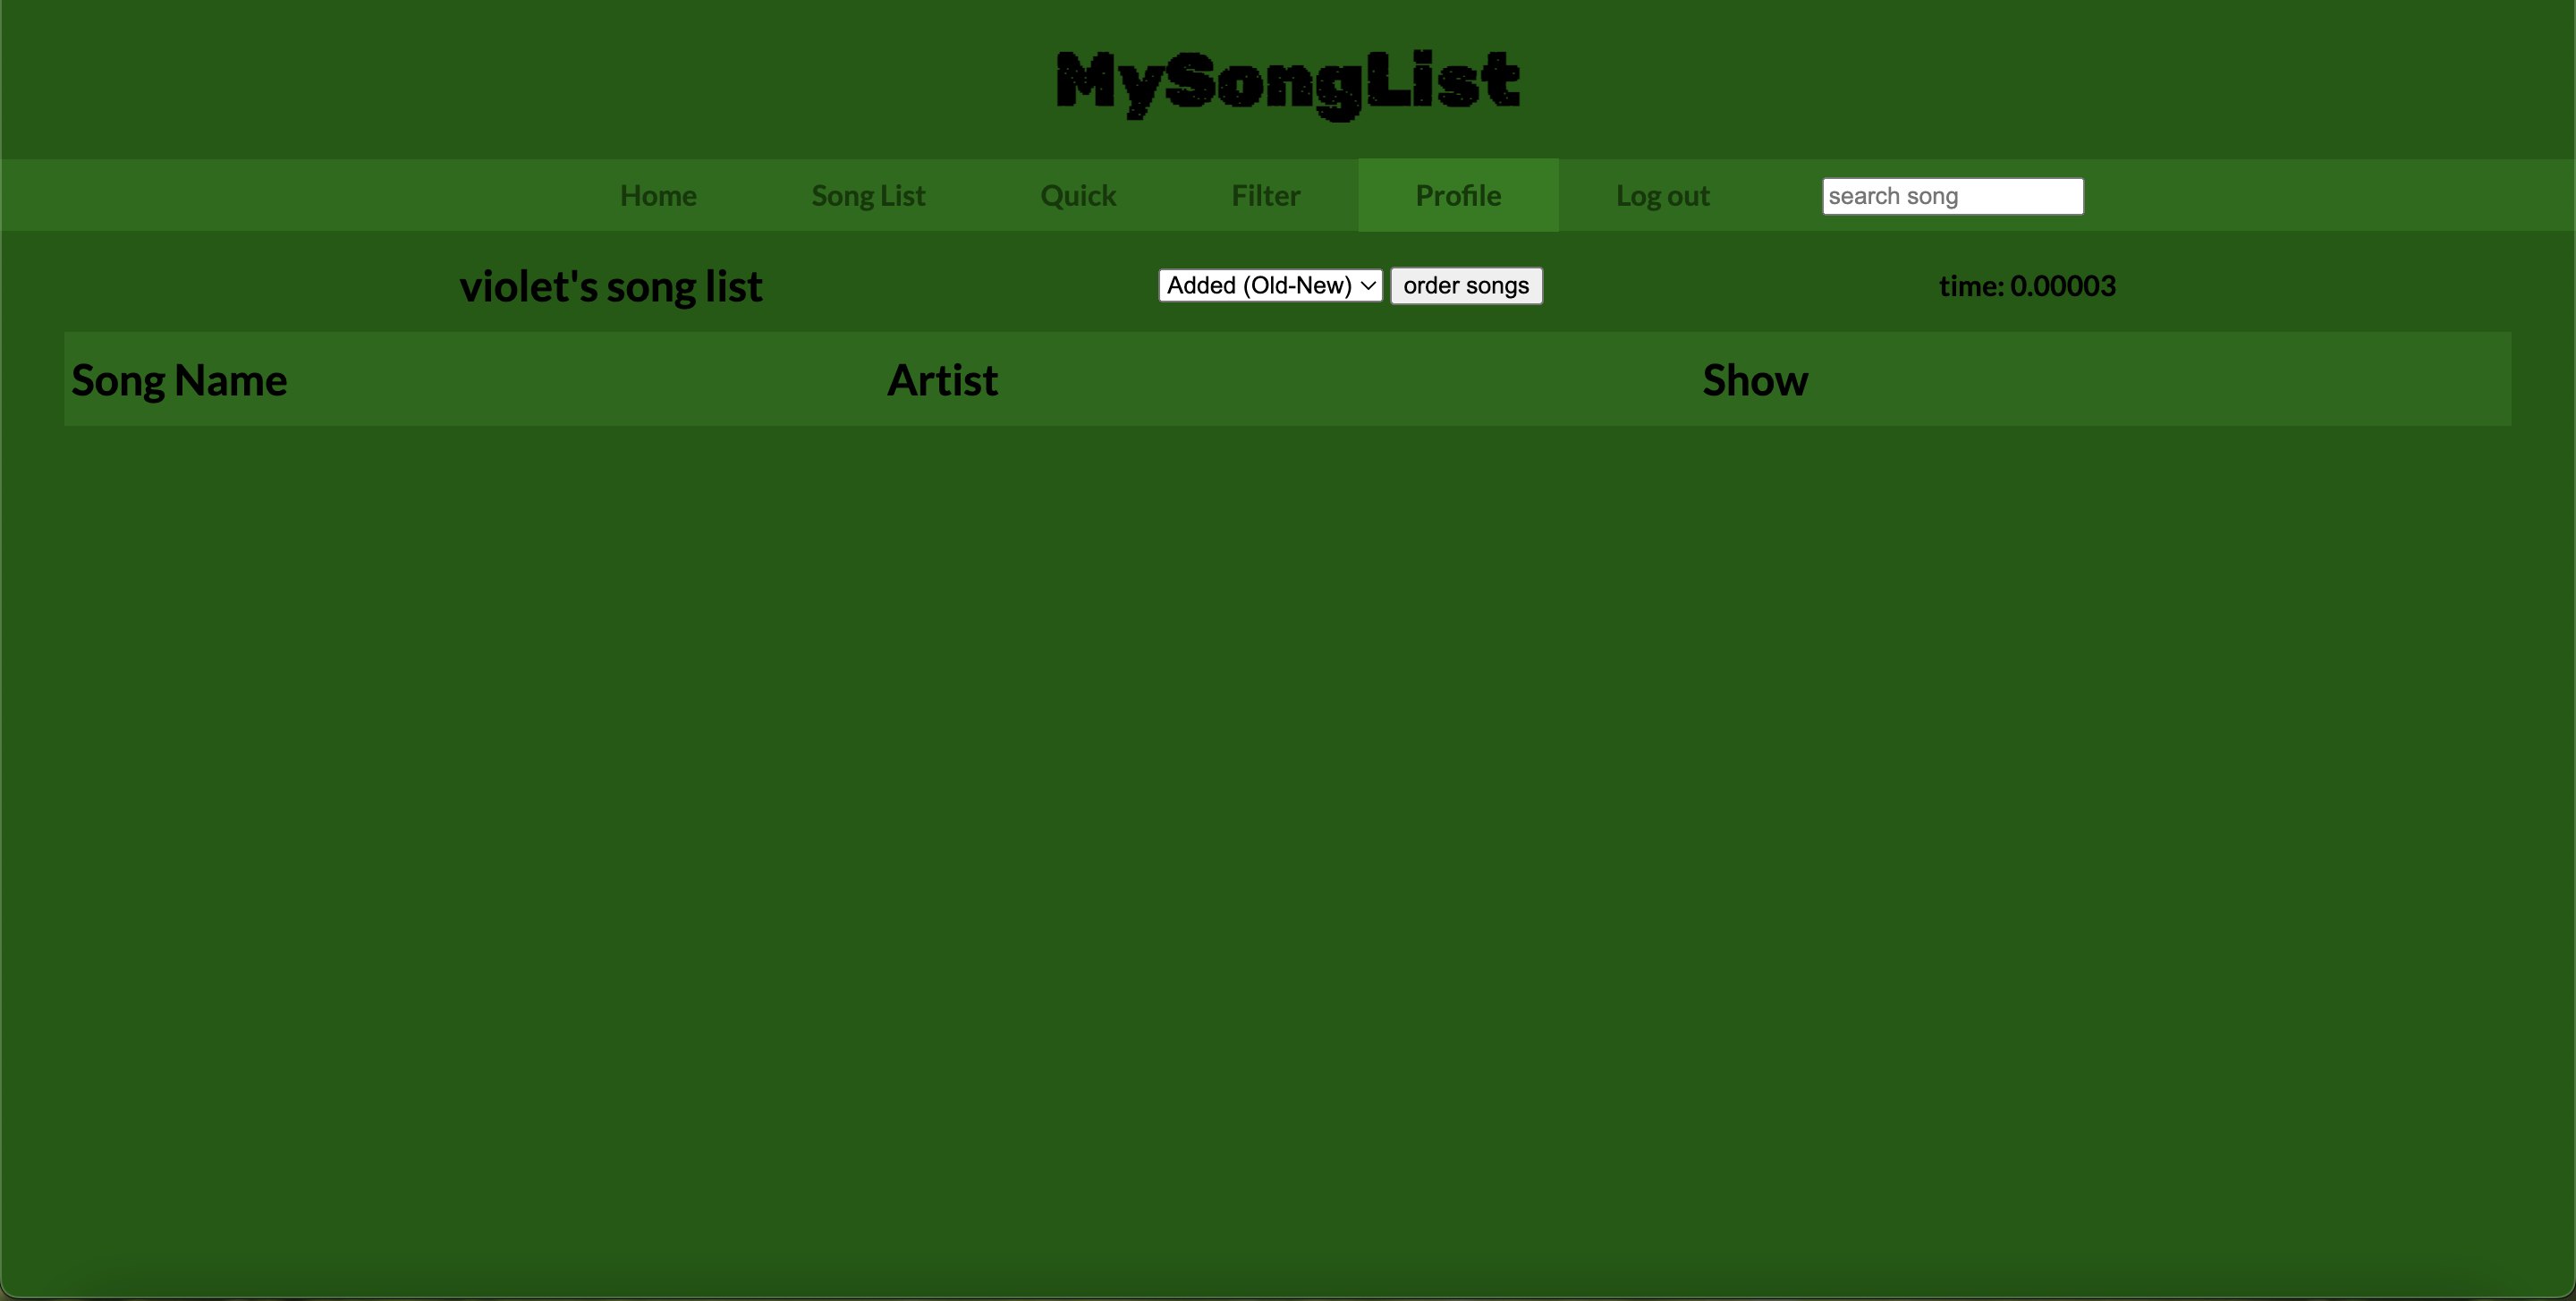 MySongList
Home Song List Quick Filter Profile Log out search song
violet's song list Added (Old-New) order songs time: 0.00003
Song Name Artist Show